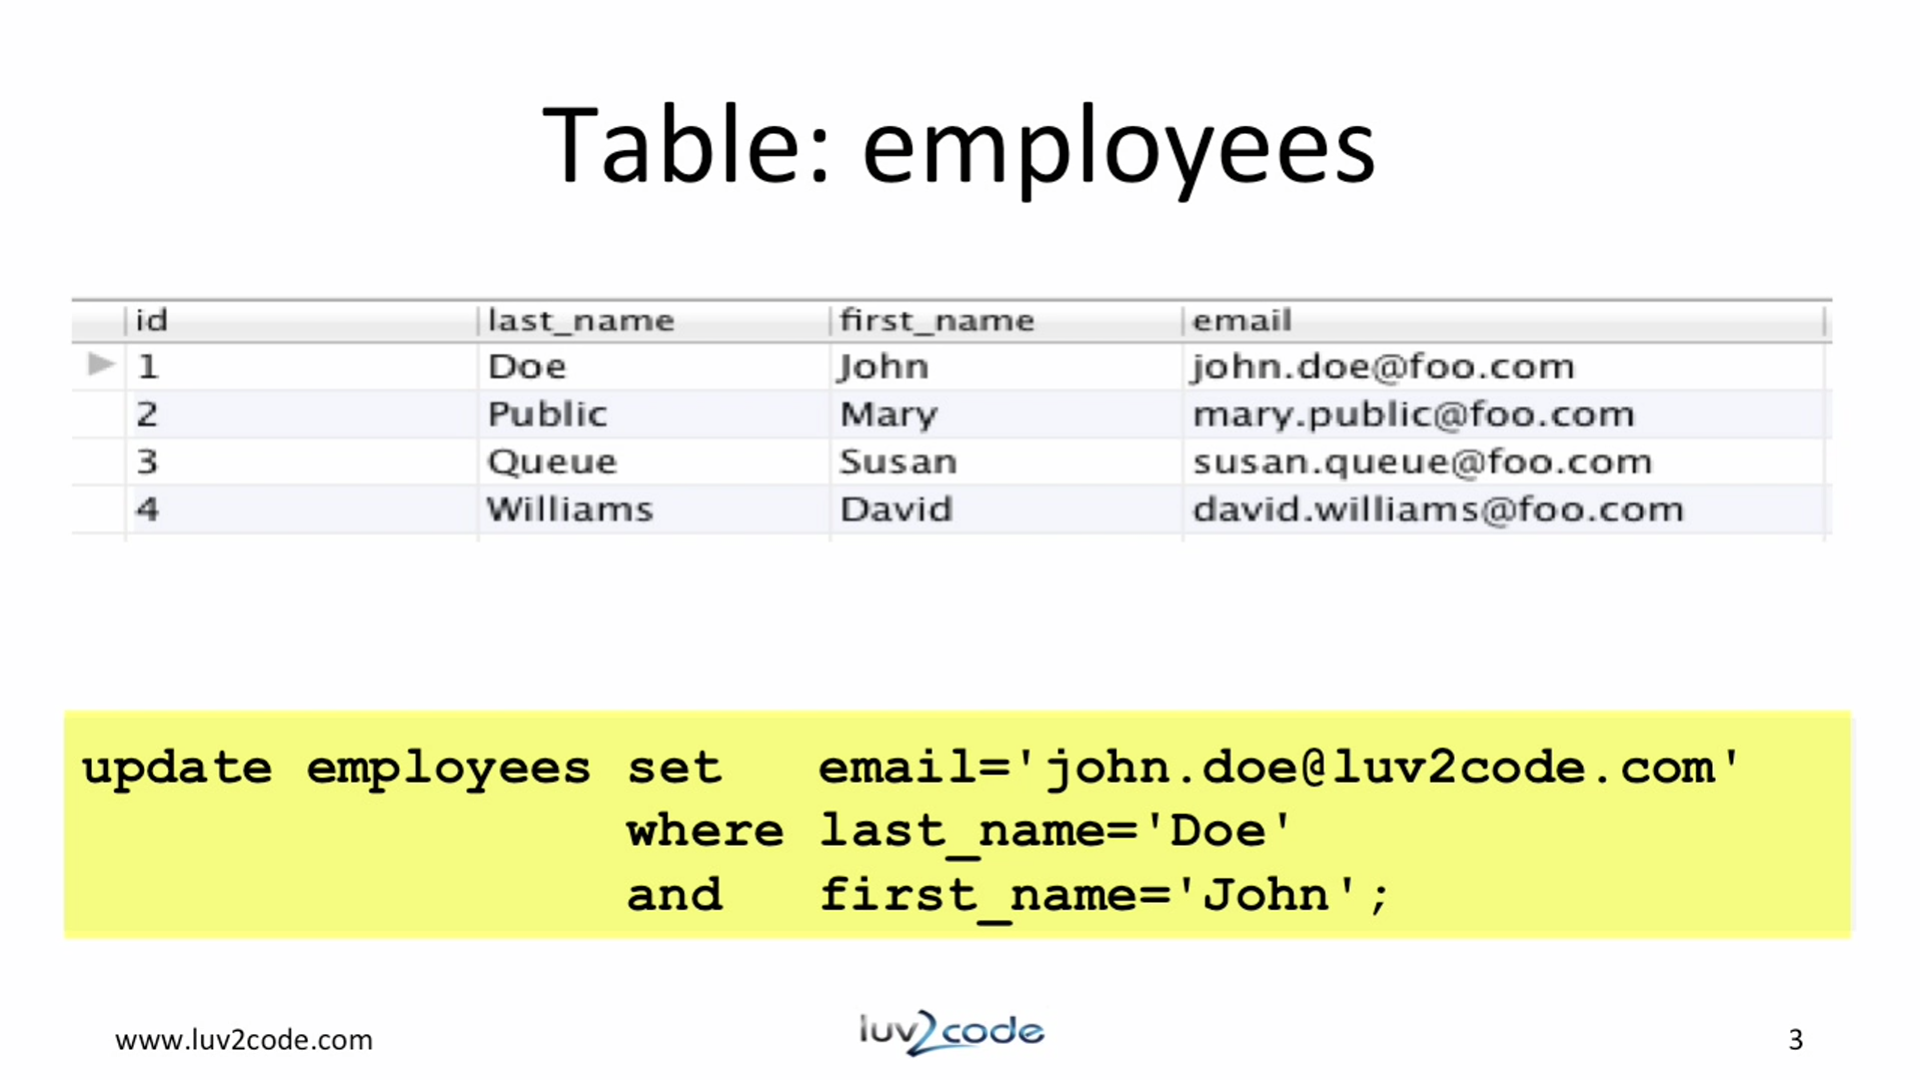 Table: employees
id last_name first_name email
1 Doe John john.doe@foo.com
2 Public Mary mary.public@foo.com
3 Queue Susan susan.queue@foo.com
4 Williams David david.williams@foo.com
update employees set email='john.doe@luv2code.com'
where last_name='Doe'
and first_name='John';
www.luv2code.com luv2code 3